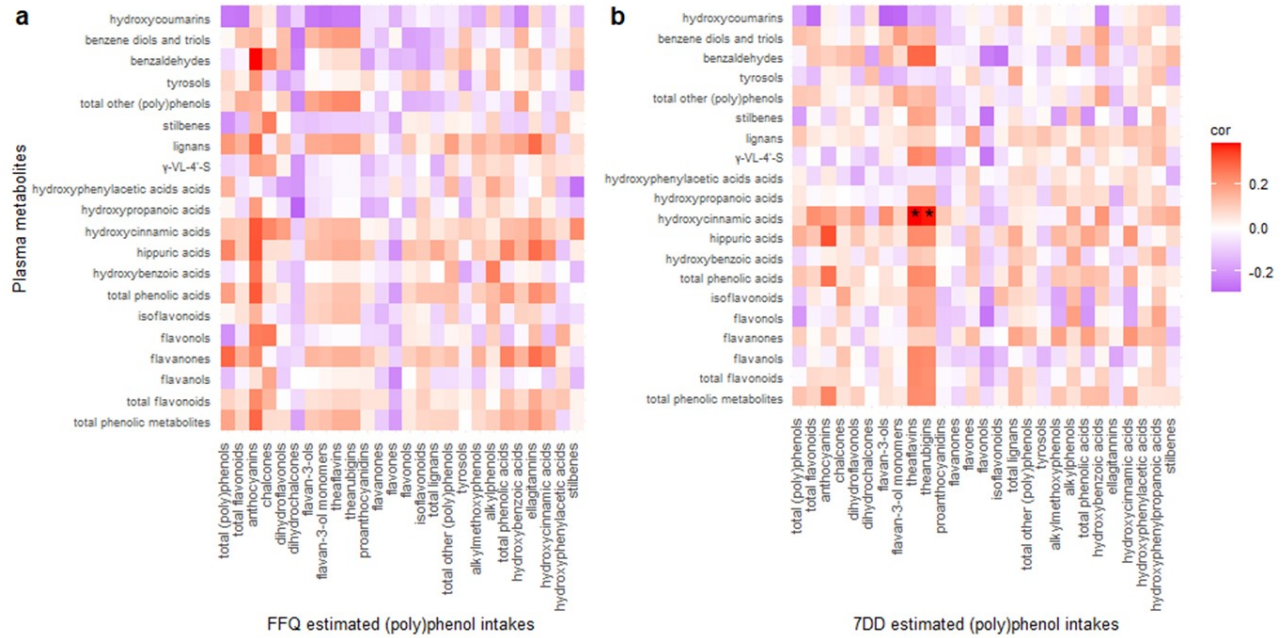 a
hydroxycoumarins
benzene diols and triols
benzaldehydes
tyrosols
total other (poly)phenols
stilbenes
lignans
γ-VL-4'-S
hydroxyphenylacetic acids acids
hydroxypropanoic acids
hydroxycinnamic acids
hippuric acids
hydroxybenzoic acids
total phenolic acids
isoflavonoids
flavonols
flavanones
flavanols
total flavonoids
total phenolic metabolites
Plasma metabolites
total (poly)phenols
total flavonoids
anthocyanins
chalcones
dihydroflavonols
dihydrochalcones
flavan-3-ols
flavan-3-ol monomers
theaflavins
thearubigins
proanthocyanidins
flavanones
flavones
flavonols
isoflavonoids
total lignans
total other (poly)phenols
tyrosols
alkylmethoxyphenols
alkylphenols
total phenolic acids
hydroxybenzoic acids
ellagitannins
hydroxycinnamic acids
hydroxyphenylacetic acids
stilbenes
FFQ estimated (poly)phenol intakes
b
hydroxycoumarins
benzene diols and triols
benzaldehydes
tyrosols
total other (poly)phenols
stilbenes
lignans
γ-VL-4'-S
hydroxyphenylacetic acids acids
hydroxypropanoic acids
hydroxycinnamic acids
hippuric acids
hydroxybenzoic acids
total phenolic acids
isoflavonoids
flavonols
flavanones
flavanols
total flavonoids
total phenolic metabolites
* *
total (poly)phenols
total flavonoids
anthocyanins
chalcones
dihydroflavonols
dihydrochalcones
flavan-3-ols
flavan-3-ol monomers
theaflavins
thearubigins
proanthocyanidins
flavanones
flavones
flavonols
isoflavonoids
total lignans
total other (poly)phenols
tyrosols
alkylmethoxyphenols
alkylphenols
total phenolic acids
hydroxybenzoic acids
ellagitannins
hydroxycinnamic acids
hydroxyphenylacetic acids
hydroxyphenylpropanoic acids
stilbenes
7DD estimated (poly)phenol intakes
cor
0.2
0.0
-0.2